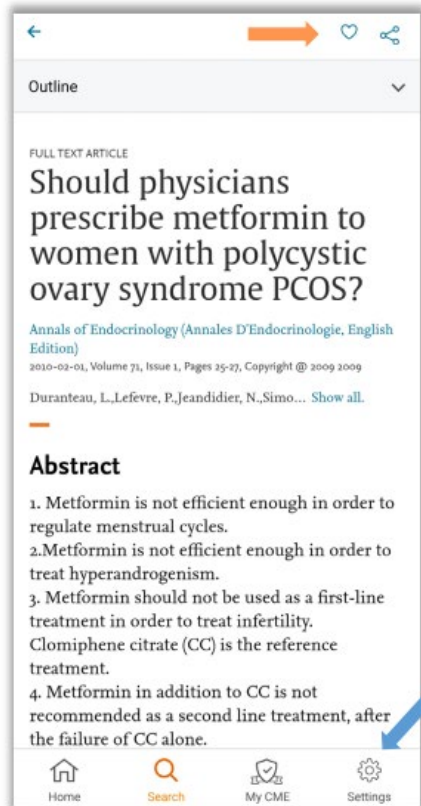 Outline
FULL TEXT ARTICLE
Should physicians
prescribe metformin to
women with polycystic
ovary syndrome PCOS?
Annals of Endocrinology (Annales D'Endocrinologie, English
Edition)
2010-02-01, Volume 71, Issue 1, Pages 25-27, Copyright @ 2009 2009
Duranteau, L.,Lefevre, P.,Jeandidier, N.,Simo... Show all.
Abstract
1. Metformin is not efficient enough in order to
regulate menstrual cycles.
2.Metformin is not efficient enough in order to
treat hyperandrogenism.
3. Metformin should not be used as a first-line
treatment in order to treat infertility.
Clomiphene citrate (CC) is the reference
treatment.
4. Metformin in addition to CC is not
recommended as a second line treatment, after
the failure of CC alone.
Home Search My CME Settings